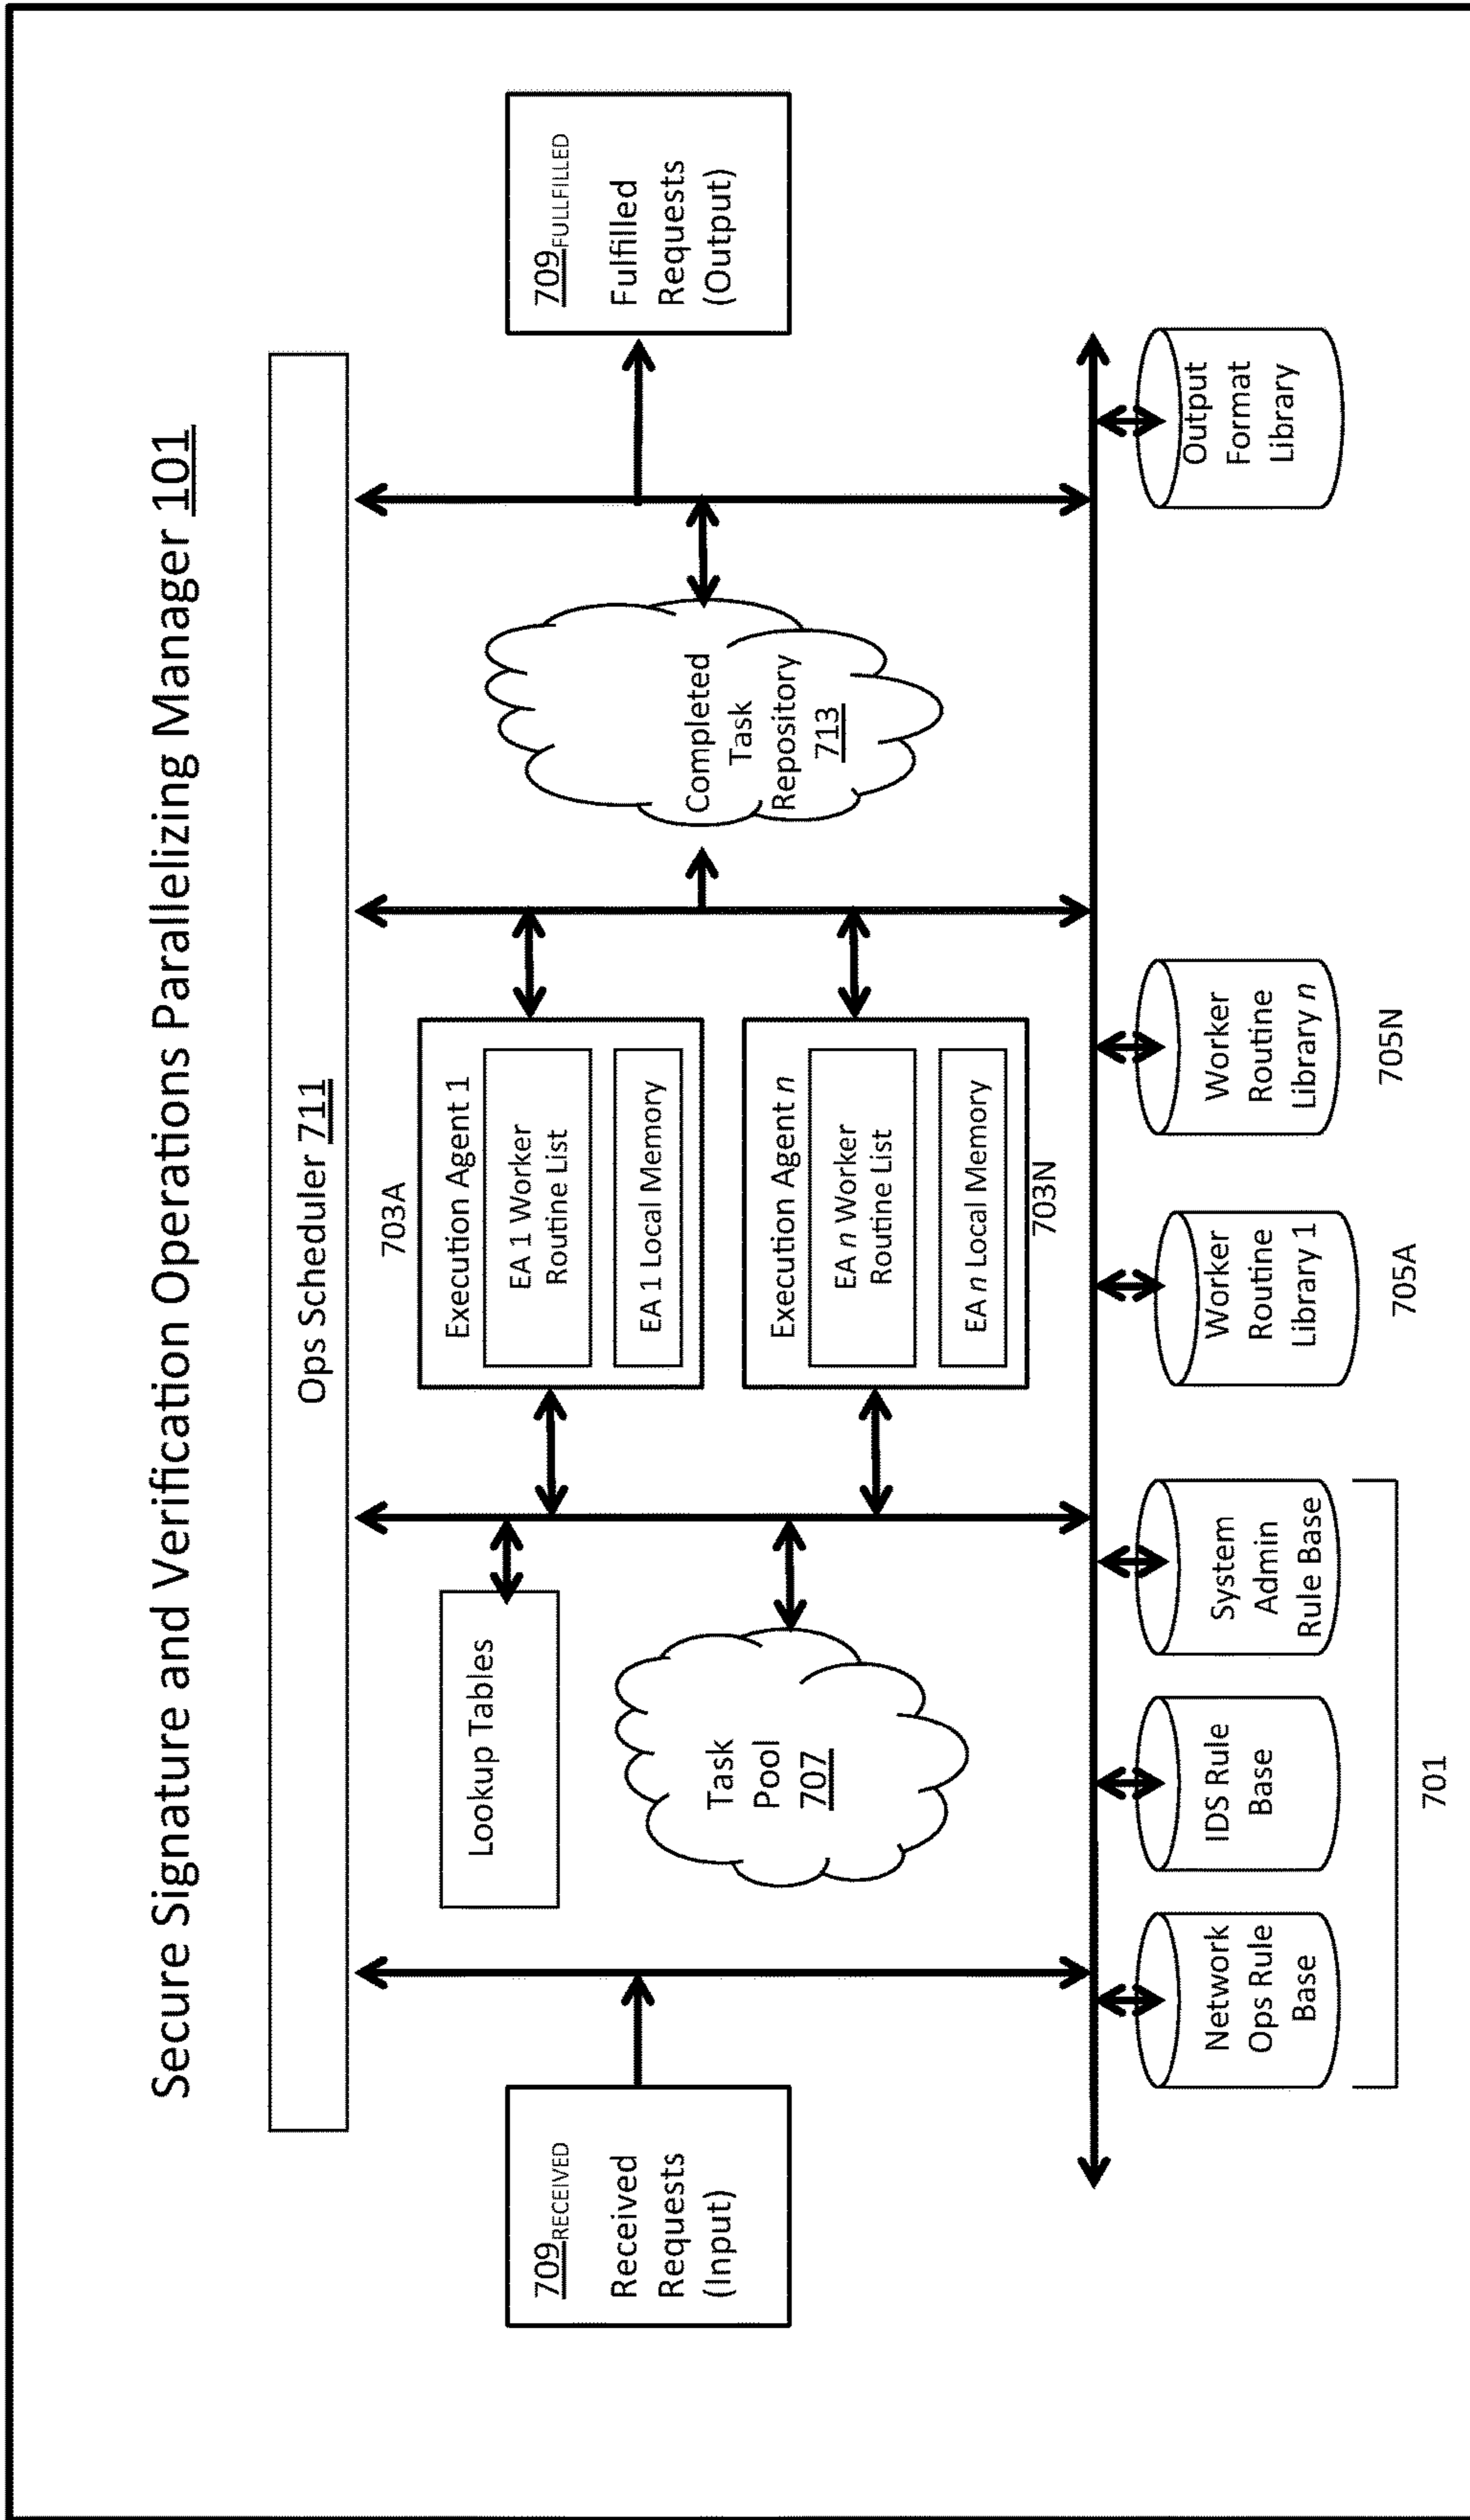 Secure Signature and Verification Operations Parallelizing Manager 101
Ops Scheduler 711
709RECEIVED
Received
Requests
(Input)
Lookup Tables
Task
Pool
707
703A
Execution Agent 1
EA 1 Worker
Routine List
EA 1 Local Memory
Execution Agent n
EA n Worker
Routine List
EA n Local Memory
703N
Completed
Task
Repository
713
709FULLFILLED
Fulfilled
Requests
(Output)
Network
Ops Rule
Base
IDS Rule
Base
System
Admin
Rule Base
701
Worker
Routine
Library 1
705A
Worker
Routine
Library n
705N
Output
Format
Library